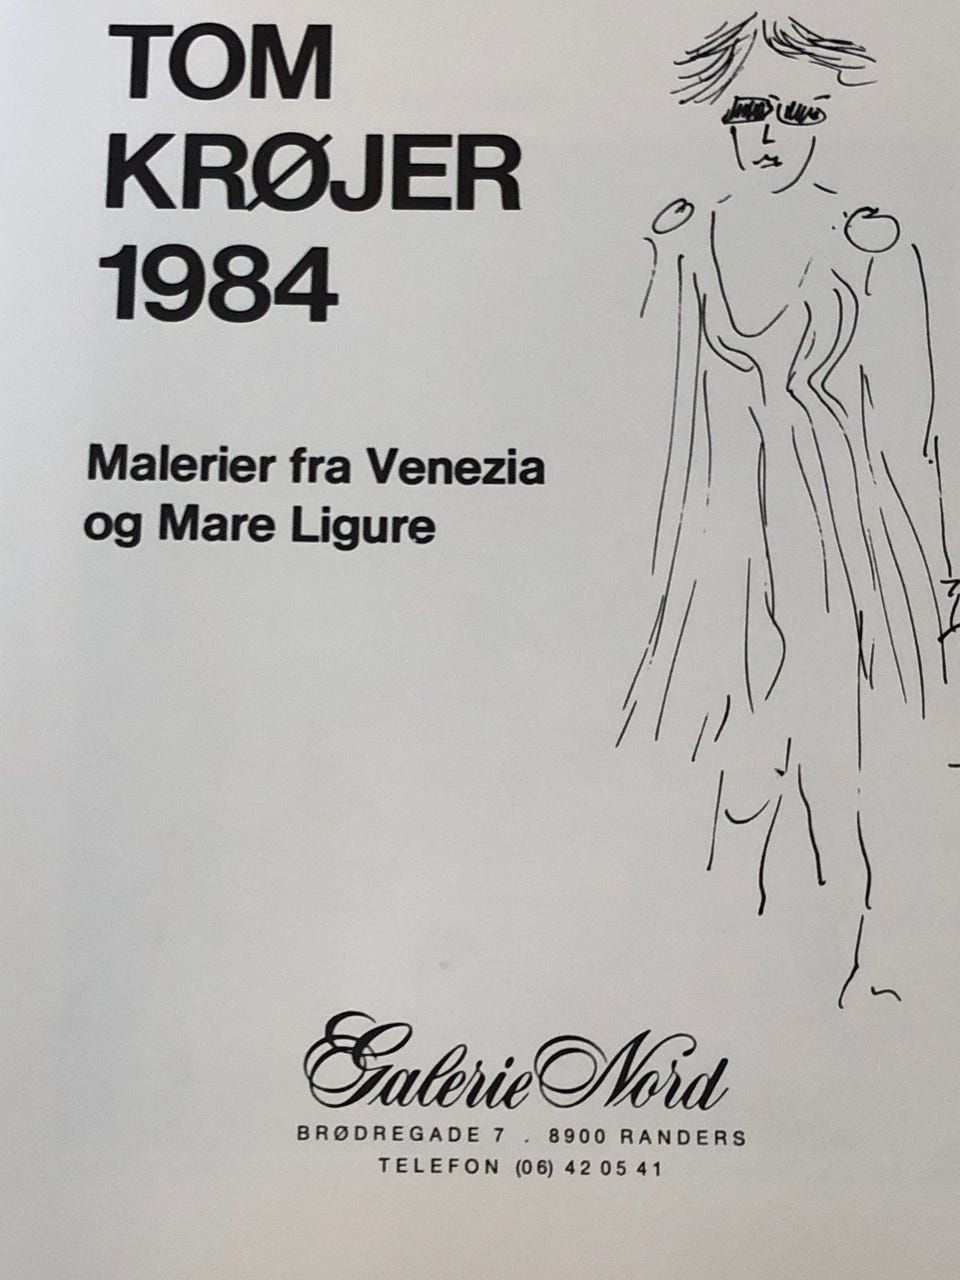 TOM
KRØJER
1984
Malerier fra Venezia
og Mare Ligure
Galerie Nord
BRØDREGADE 7 . 8900 RANDERS
TELEFON (06) 42 05 41